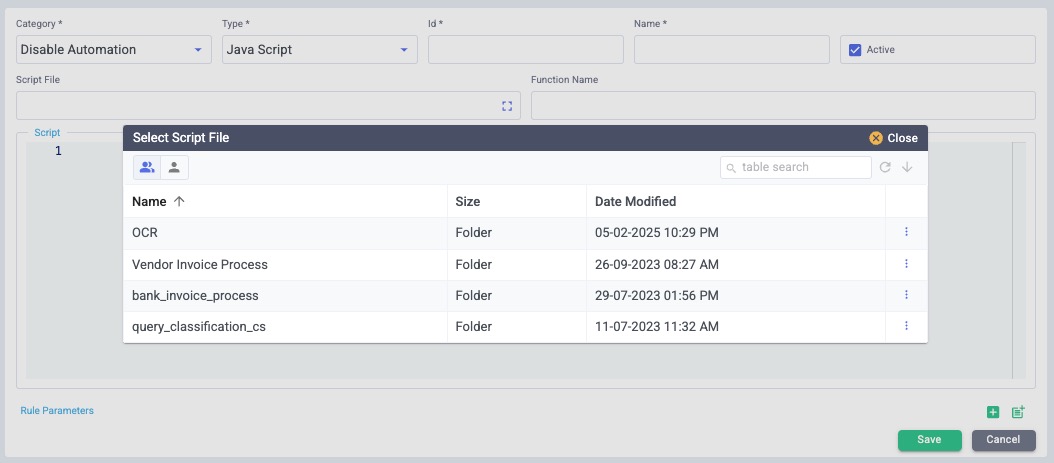 Category * Type * Id * Name *
Disable Automation Java Script Active
Script File Function Name
Script
1
Select Script File Close
table search
Name Size Date Modified
OCR Folder 05-02-2025 10:29 PM
Vendor Invoice Process Folder 26-09-2023 08:27 AM
bank_invoice_process Folder 29-07-2023 01:56 PM
query_classification_cs Folder 11-07-2023 11:32 AM
Rule Parameters
Save Cancel